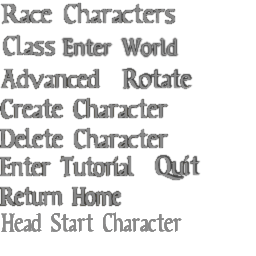 Race Characters
Class Enter World
Advanced Rotate
Create Character
Delete Character
Enter Tutorial Quit
Return Home
Head Start Character